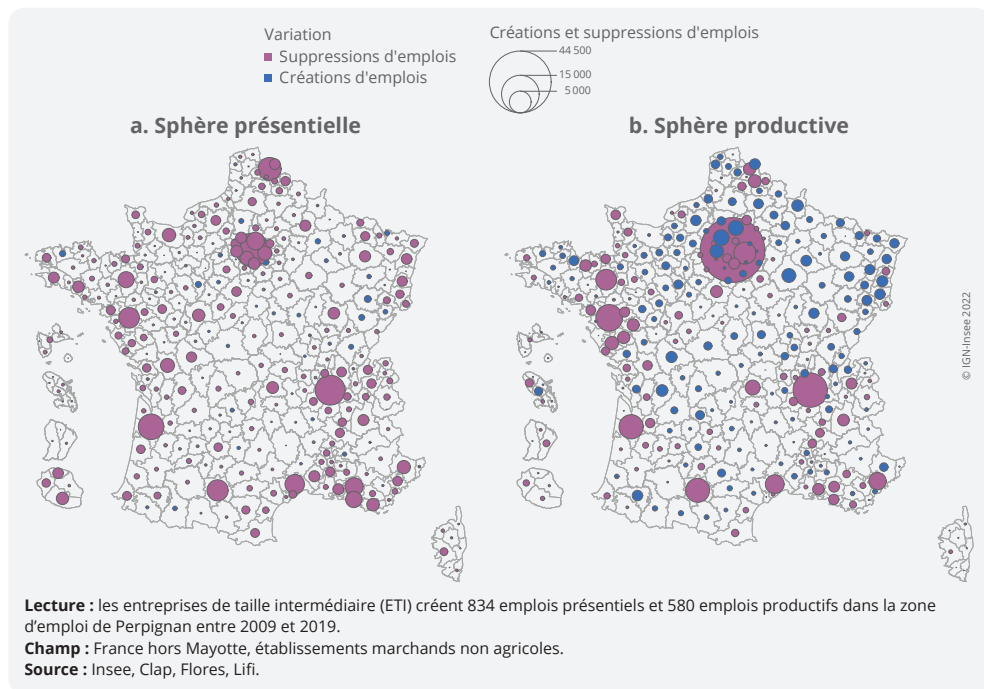 Variation
Suppressions d'emplois
Créations d'emplois
Créations et suppressions d'emplois
44 500
15 000
5 000
a. Sphère présentielle
b. Sphère productive
© IGN-Insee 2022
Lecture : les entreprises de taille intermédiaire (ETI) créent 834 emplois présentiels et 580 emplois productifs dans la zone
d'emploi de Perpignan entre 2009 et 2019.
Champ : France hors Mayotte, établissements marchands non agricoles.
Source : Insee, Clap, Flores, Lifi.